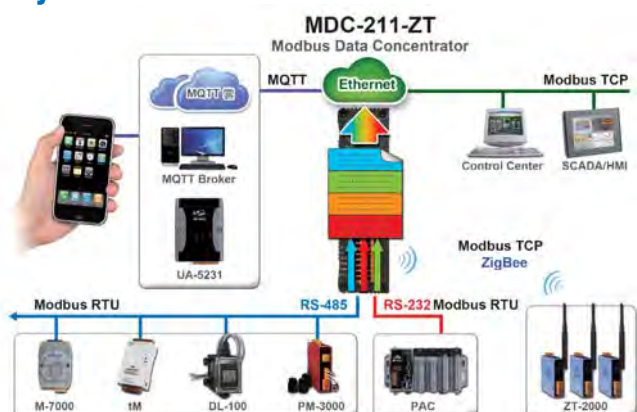 MDC-211-ZT
Modbus Data Concentrator
MQTT 雲
MQTT
Ethernet
Modbus TCP
MQTT Broker
Control Center
SCADA/HMI
UA-5231
Modbus TCP
ZigBee
Modbus RTU
RS-485
RS-232 Modbus RTU
M-7000
tM
DL-100
PM-3000
PAC
ZT-2000